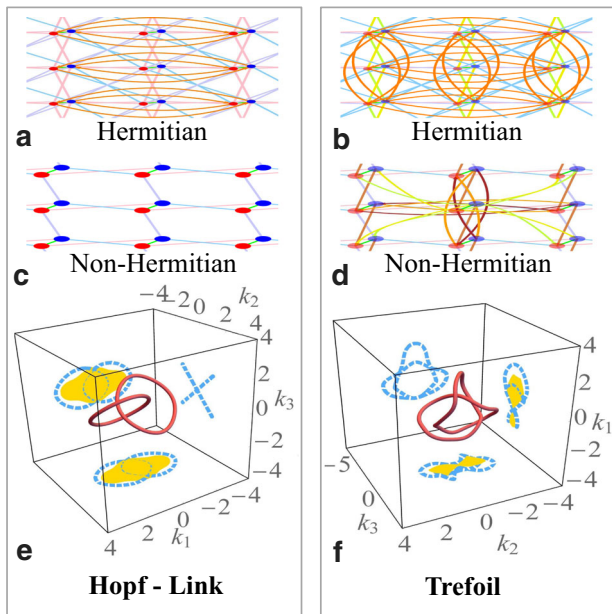 a Hermitian
b Hermitian
c Non-Hermitian
d Non-Hermitian
−4 −2 0 2 4 k2
4 2 0 −2 −4 k3
4 2 0 −2 −4 k1
e
Hopf - Link
4 2 0 −2 −4 k1
−5 0 k3
4 2 0 −2 −4 k2
f
Trefoil